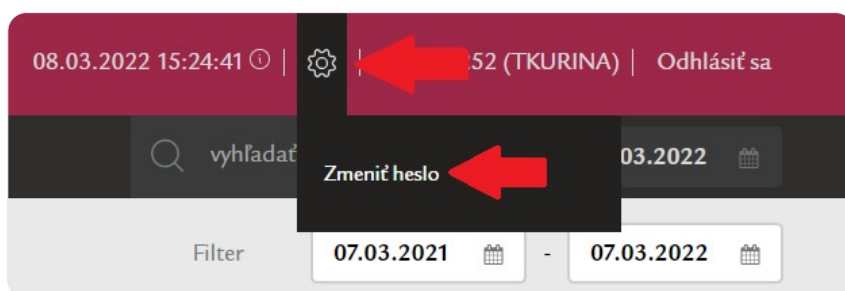 08.03.2022 15:24:41 | | 52 (TKURINA) | Odhlásiť sa
vyhľadať 03.2022
Zmeniť heslo
Filter 07.03.2021 - 07.03.2022